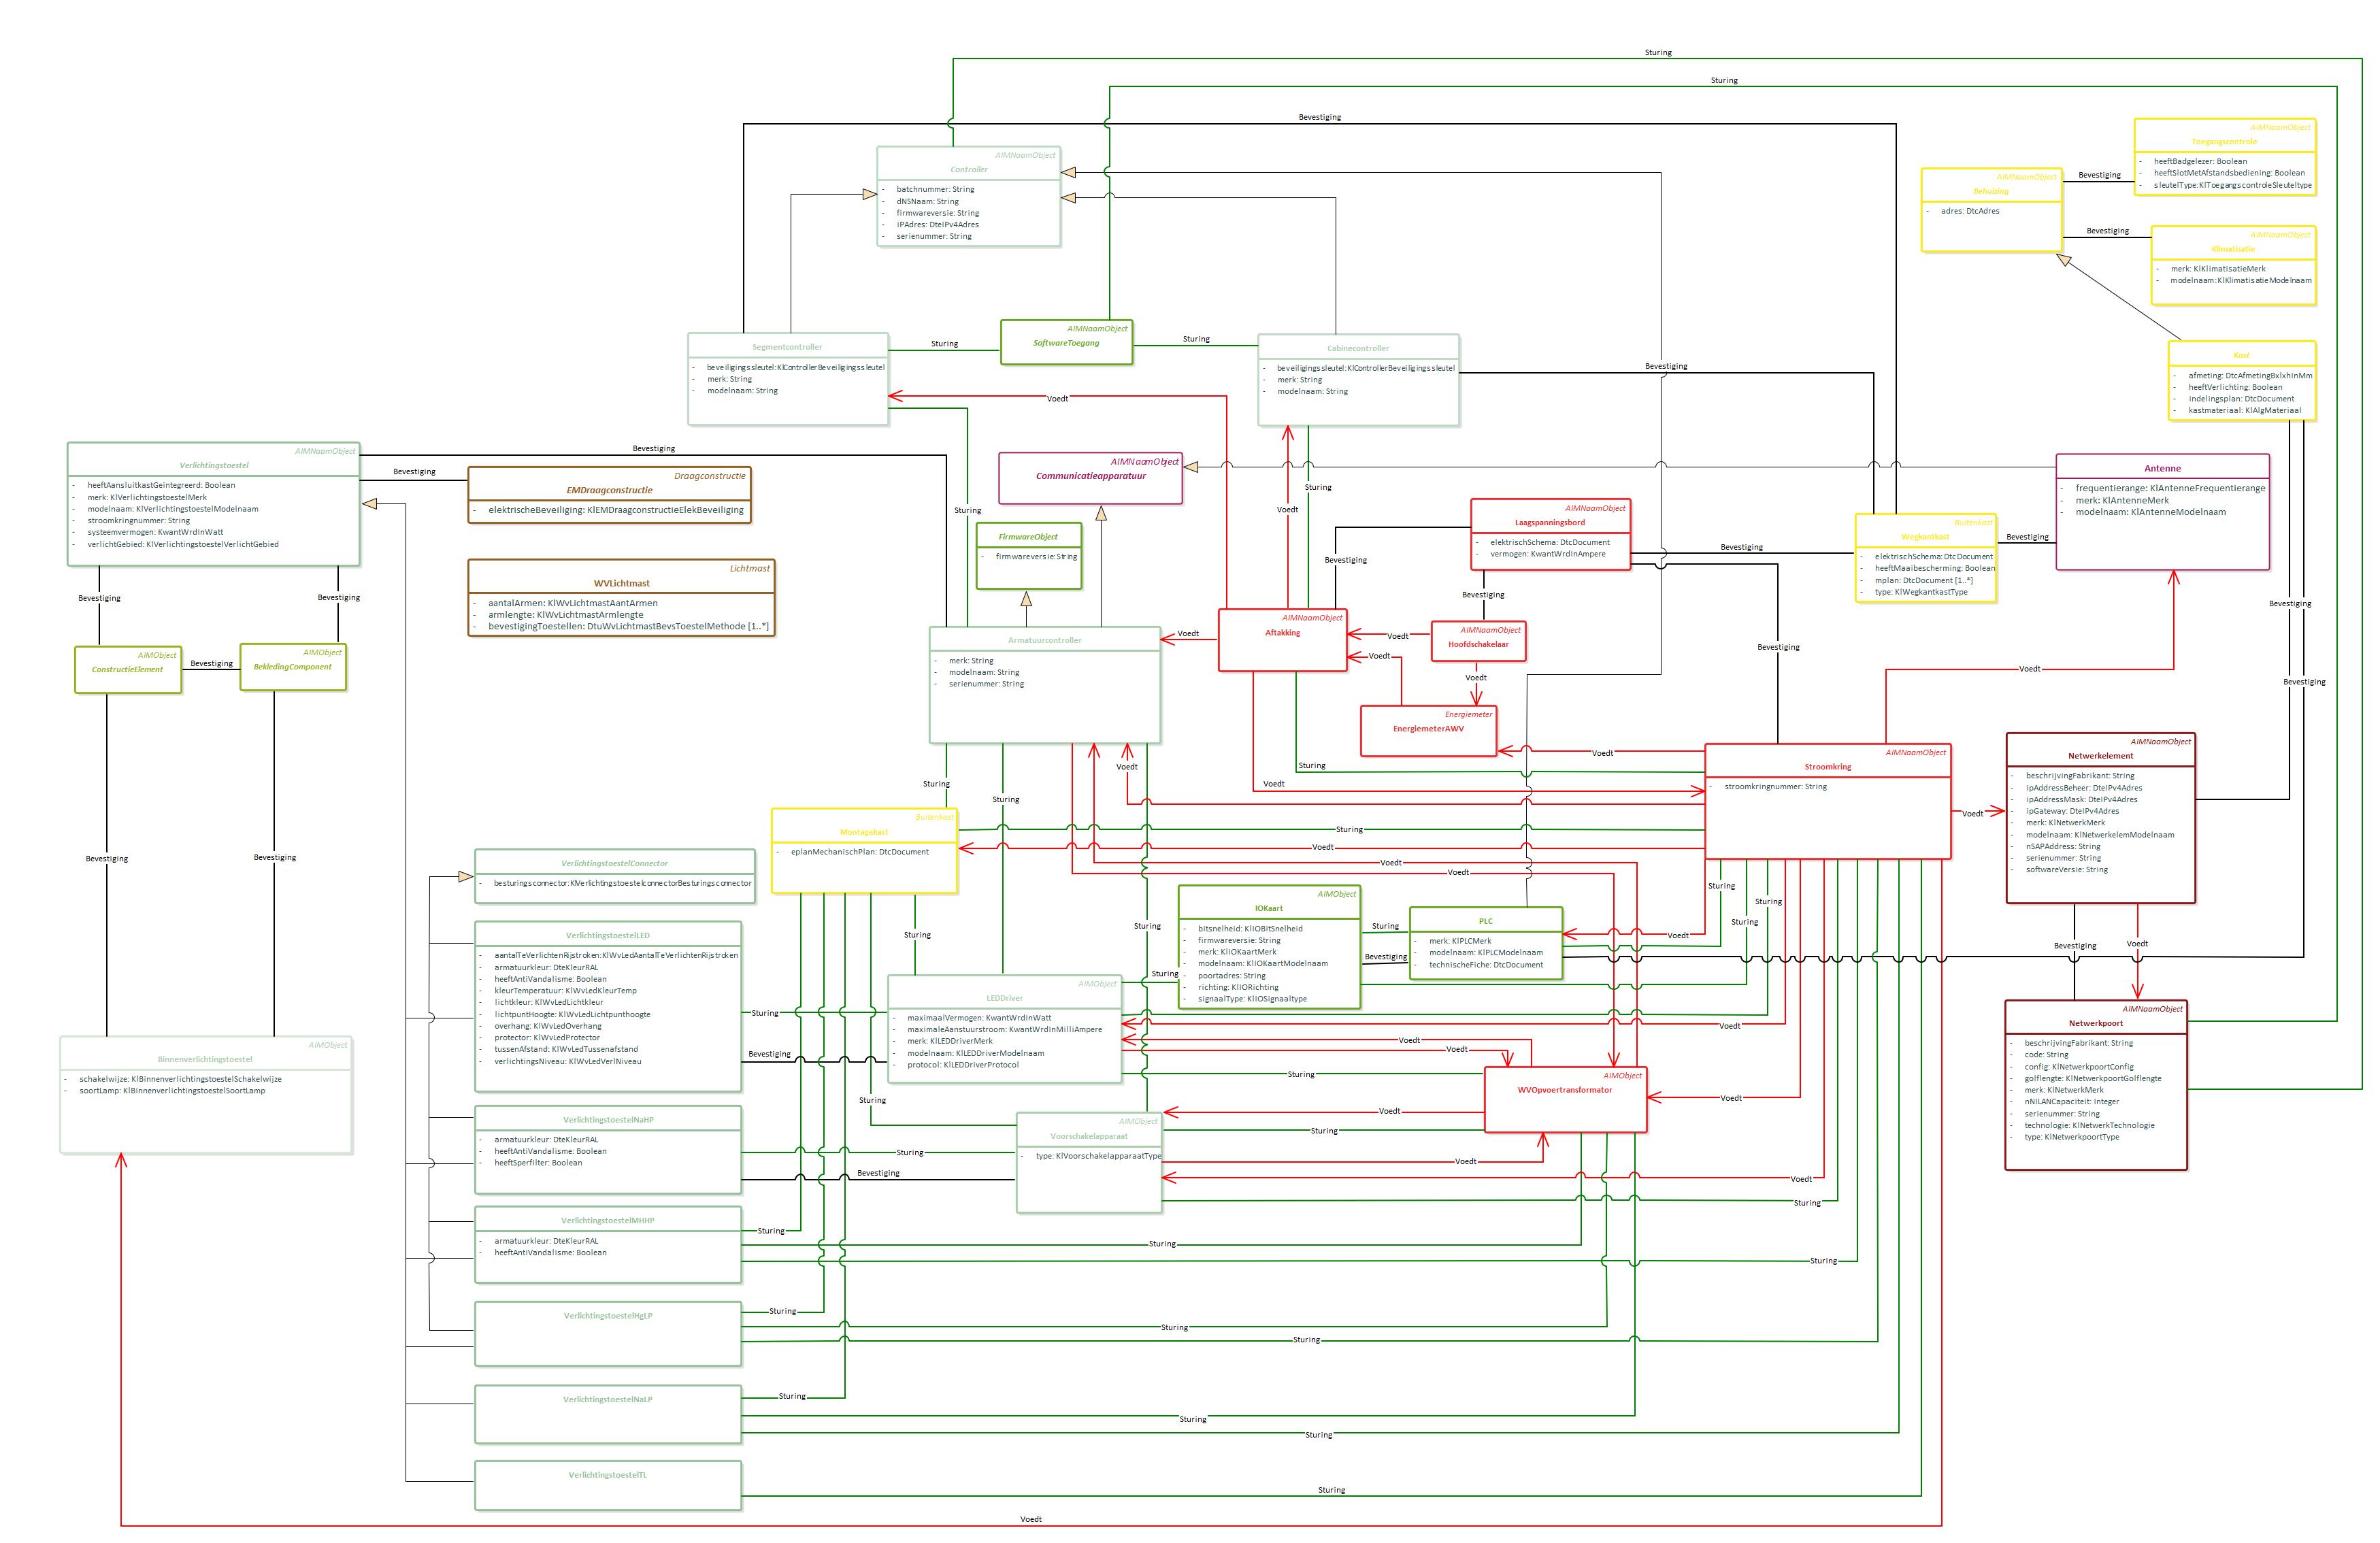 Sturing
Sturing
Bevestiging
AIMNaamObject
Controller
- batchnummer: String
- dNSNaam: String
- firmwareversie: String
- iPAdres: DteIPv4Adres
- serienummer: String
AIMNaamObject
Toegangscontrole
- heeftBadgelezer: Boolean
- heeftSlotMetAfstandsbediening: Boolean
- sleutelType: KlToegangscontroleSleuteltype
AIMNaamObject
Behuizing
- adres: DtcAdres
Bevestiging
Bevestiging
AIMNaamObject
Klimatisatie
- merk: KlKlimatisatieMerk
- modelnaam: KlKlimatisatieModelnaam
Segmentcontroller
- beveiligingssleutel: KlControllerBeveiligingssleutel
- merk: String
- modelnaam: String
Sturing
AIMNaamObject
SoftwareToegang
Sturing
Cabinecontroller
- beveiligingssleutel: KlControllerBeveiligingssleutel
- merk: String
- modelnaam: String
Bevestiging
Kast
- afmeting: DtcAfmetingBxlxhInMm
- heeftVerlichting: Boolean
- indelingsplan: DtcDocument
- kastmateriaal: KlAlgMateriaal
Voedt
AIMNaamObject
Verlichtingstoestel
- heeftAansluitkastGeintegreerd: Boolean
- merk: KlVerlichtingstoestelMerk
- modelnaam: KlVerlichtingstoestelModelnaam
- stroomkringnummer: String
- systeemvermogen: KwantWrdInWatt
- verlichtGebied: KlVerlichtingstoestelVerlichtGebied
Bevestiging
Bevestiging
Draagconstructie
EMDraagconstructie
- elektrischeBeveiliging: KlEMDraagconstructieElekBeveiliging
Lichtmast
WVLichtmast
- aantalArmen: KlWvLichtmastAantArmen
- armlengte: KlWvLichtmastArmlengte
- bevestigingToestellen: DtuWvLichtmastBevsToestelMethode [1..*]
AIMNaamObject
Communicatieapparatuur
Sturing
FirmwareObject
- firmwareversie: String
Sturing
Voedt
AIMNaamObject
Laagspanningsbord
- elektrischSchema: DtcDocument
- vermogen: KwantWrdInAmpere
Bevestiging
Bevestiging
Bevestiging
Buitenkast
Wegkantkast
- elektrischSchema: DtcDocument
- heeftMaaibescherming: Boolean
- mplan: DtcDocument [1..*]
- type: KlWegkantkastType
Bevestiging
Antenne
- frequentierange: KlAntenneFrequentierange
- merk: KlAntenneMerk
- modelnaam: KlAntenneModelnaam
Bevestiging
Bevestiging
Bevestiging
Bevestiging
AIMObject
ConstructieElement
Bevestiging
AIMObject
BekledingComponent
Armatuurcontroller
- merk: String
- modelnaam: String
- serienummer: String
Voedt
AIMNaamObject
Aftakking
Voedt
AIMNaamObject
Hoofdschakelaar
Voedt
Voedt
Bevestiging
Energiemeter
EnergiemeterAWV
Voedt
Voedt
AIMNaamObject
Stroomkring
- stroomkringnummer: String
Voedt
AIMNaamObject
Netwerkelement
- beschrijvingFabrikant: String
- ipAddressBeheer: DteIPv4Adres
- ipAddressMask: DteIPv4Adres
- ipGateway: DteIPv4Adres
- merk: KlNetwerkMerk
- modelnaam: KlNetwerkelemModelnaam
- nSAPAddress: String
- serienummer: String
- softwareVersie: String
Sturing
Voedt
Voedt
Sturing
Sturing
Buitenkast
Montagekast
- eplanMechanischPlan: DtcDocument
Sturing
Voedt
Voedt
Voedt
Bevestiging
Bevestiging
VerlichtingstoestelConnector
- besturingsconnector: KlVerlichtingstoestelconnectorBesturingsconnector
VerlichtingstoestelLED
- aantalTeVerlichtenRijstroken: KlWvLedAantalTeVerlichtenRijstroken
- armatuurkleur: DteKleurRAL
- heeftAntiVandalisme: Boolean
- kleurTemperatuur: KlWvLedKleurTemp
- lichtkleur: KlWvLedLichtkleur
- lichtpuntHoogte: KlWvLedLichtpunthoogte
- overhang: KlWvLedOverhang
- protector: KlWvLedProtector
- tussenAfstand: KlWvLedTussenafstand
- verlichtingsNiveau: KlWvLedVerlNiveau
Sturing
Sturing
AIMObject
IOKaart
- bitsnelheid: KlIOBitSnelheid
- firmwareversie: String
- merk: KlIOKaartMerk
- modelnaam: KlIOKaartModelnaam
- poortadres: String
- richting: KlIORichting
- signaalType: KlIOSignaaltype
Sturing
Bevestiging
PLC
- merk: KlPLCMerk
- modelnaam: KlPLCModelnaam
- technischeFiche: DtcDocument
Voedt
Sturing
Sturing
Sturing
Bevestiging
Voedt
Sturing
AIMObject
LEDDriver
- maximaalVermogen: KwantWrdInWatt
- maximaleAanstuurstroom: KwantWrdInMilliAmpere
- merk: KlLEDDriverMerk
- modelnaam: KlLEDDriverModelnaam
- protocol: KlLEDDriverProtocol
Sturing
Bevestiging
Voedt
Voedt
Voedt
Sturing
AIMObject
WVOpvoertransformator
Voedt
AIMNaamObject
Netwerkpoort
- beschrijvingFabrikant: String
- code: String
- config: KlNetwerkpoortConfig
- golflengte: KlNetwerkpoortGolflengte
- merk: KlNetwerkMerk
- nNILANCapaciteit: Integer
- serienummer: String
- technologie: KlNetwerkTechnologie
- type: KlNetwerkpoortType
AIMObject
Binnenverlichtingstoestel
- schakelwijze: KlBinnenverlichtingstoestelSchakelwijze
- soortLamp: KlBinnenverlichtingstoestelSoortLamp
Sturing
VerlichtingstoestelNaHP
- armatuurkleur: DteKleurRAL
- heeftAntiVandalisme: Boolean
- heeftSperfilter: Boolean
Sturing
Bevestiging
AIMObject
Voorschakelapparaat
- type: KlVoorschakelapparaatType
Voedt
Sturing
Voedt
Voedt
Sturing
VerlichtingstoestelMHHP
- armatuurkleur: DteKleurRAL
- heeftAntiVandalisme: Boolean
Sturing
Sturing
Sturing
VerlichtingstoestelHgLP
Sturing
Sturing
Sturing
VerlichtingstoestelNaLP
Sturing
Sturing
Sturing
VerlichtingstoestelTL
Sturing
Voedt